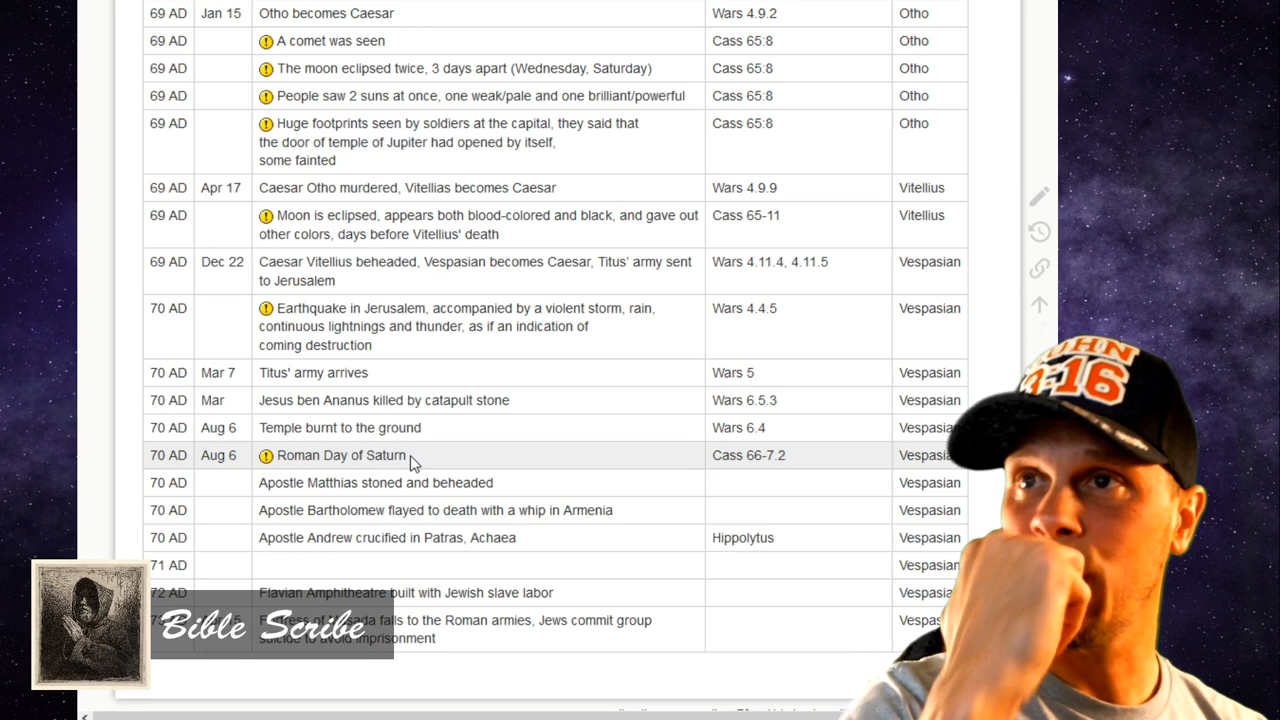 69 AD Jan 15 Otho becomes Caesar Wars 4.9.2 Otho
69 AD A comet was seen Cass 65:8 Otho
69 AD The moon eclipsed twice, 3 days apart (Wednesday, Saturday) Cass 65:8 Otho
69 AD People saw 2 suns at once, one weak/pale and one brilliant/powerful Cass 65:8 Otho
69 AD Huge footprints seen by soldiers at the capital, they said that Cass 65:8 Otho
the door of temple of Jupiter had opened by itself,
some fainted
69 AD Apr 17 Caesar Otho murdered, Vitellias becomes Caesar Wars 4.9.9 Vitellius
69 AD Moon is eclipsed, appears both blood-colored and black, and gave out Cass 65-11 Vitellius
other colors, days before Vitellius' death
69 AD Dec 22 Caesar Vitellius beheaded, Vespasian becomes Caesar, Titus' army sent Wars 4.11.4, 4.11.5 Vespasian
to Jerusalem
70 AD Earthquake in Jerusalem, accompanied by a violent storm, rain, Wars 4.4.5 Vespasian
continuous lightnings and thunder, as if an indication of
coming destruction
70 AD Mar 7 Titus' army arrives Wars 5 Vespasian
70 AD Mar Jesus ben Ananus killed by catapult stone Wars 6.5.3 Vespasian
70 AD Aug 6 Temple burnt to the ground Wars 6.4 Vespasian
70 AD Aug 6 Roman Day of Saturn Cass 66-7.2 Vespasia
70 AD Apostle Matthias stoned and beheaded Vespasian
70 AD Apostle Bartholomew flayed to death with a whip in Armenia Vespasian
70 AD Apostle Andrew crucified in Patras, Achaea Hippolytus Vespasian
71 AD Vespasian
72 AD Flavian Amphitheatre built with Jewish slave labor Vespas
falls to the Roman armies, Jews commit group
suicide to avoid imprisonment
Bible Scribe
JOHN
3-16